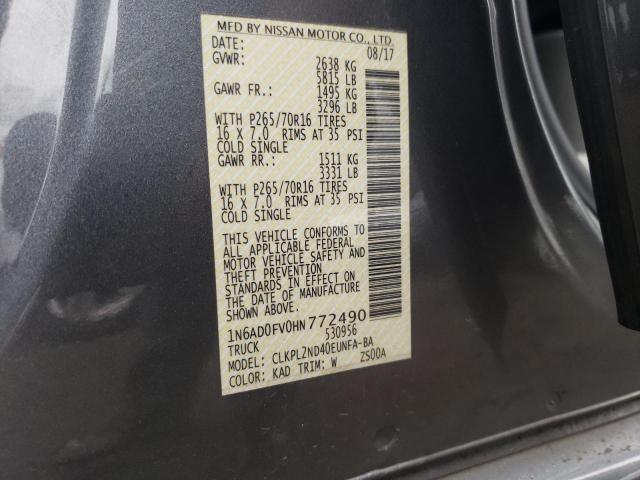 MFD BY NISSAN MOTOR CO., LTD.
DATE: 08/17
GVWR: 2638 KG
5815 LB
GAWR FR.: 1495 KG
3296 LB
WITH P265/70R16 TIRES
16 X 7.0 RIMS AT 35 PSI
COLD SINGLE
GAWR RR.: 1511 KG
3331 LB
WITH P265/70R16 TIRES
16 X 7.0 RIMS AT 35 PSI
COLD SINGLE
THIS VEHICLE CONFORMS TO
ALL APPLICABLE FEDERAL
MOTOR VEHICLE SAFETY AND
THEFT PREVENTION
STANDARDS IN EFFECT ON
THE DATE OF MANUFACTURE
1N6AD0FV0HN772490
TRUCK 530956
MODEL: CLKPL2ND40EUNFA-BA
COLOR: KAD TRIM: W ZS00A